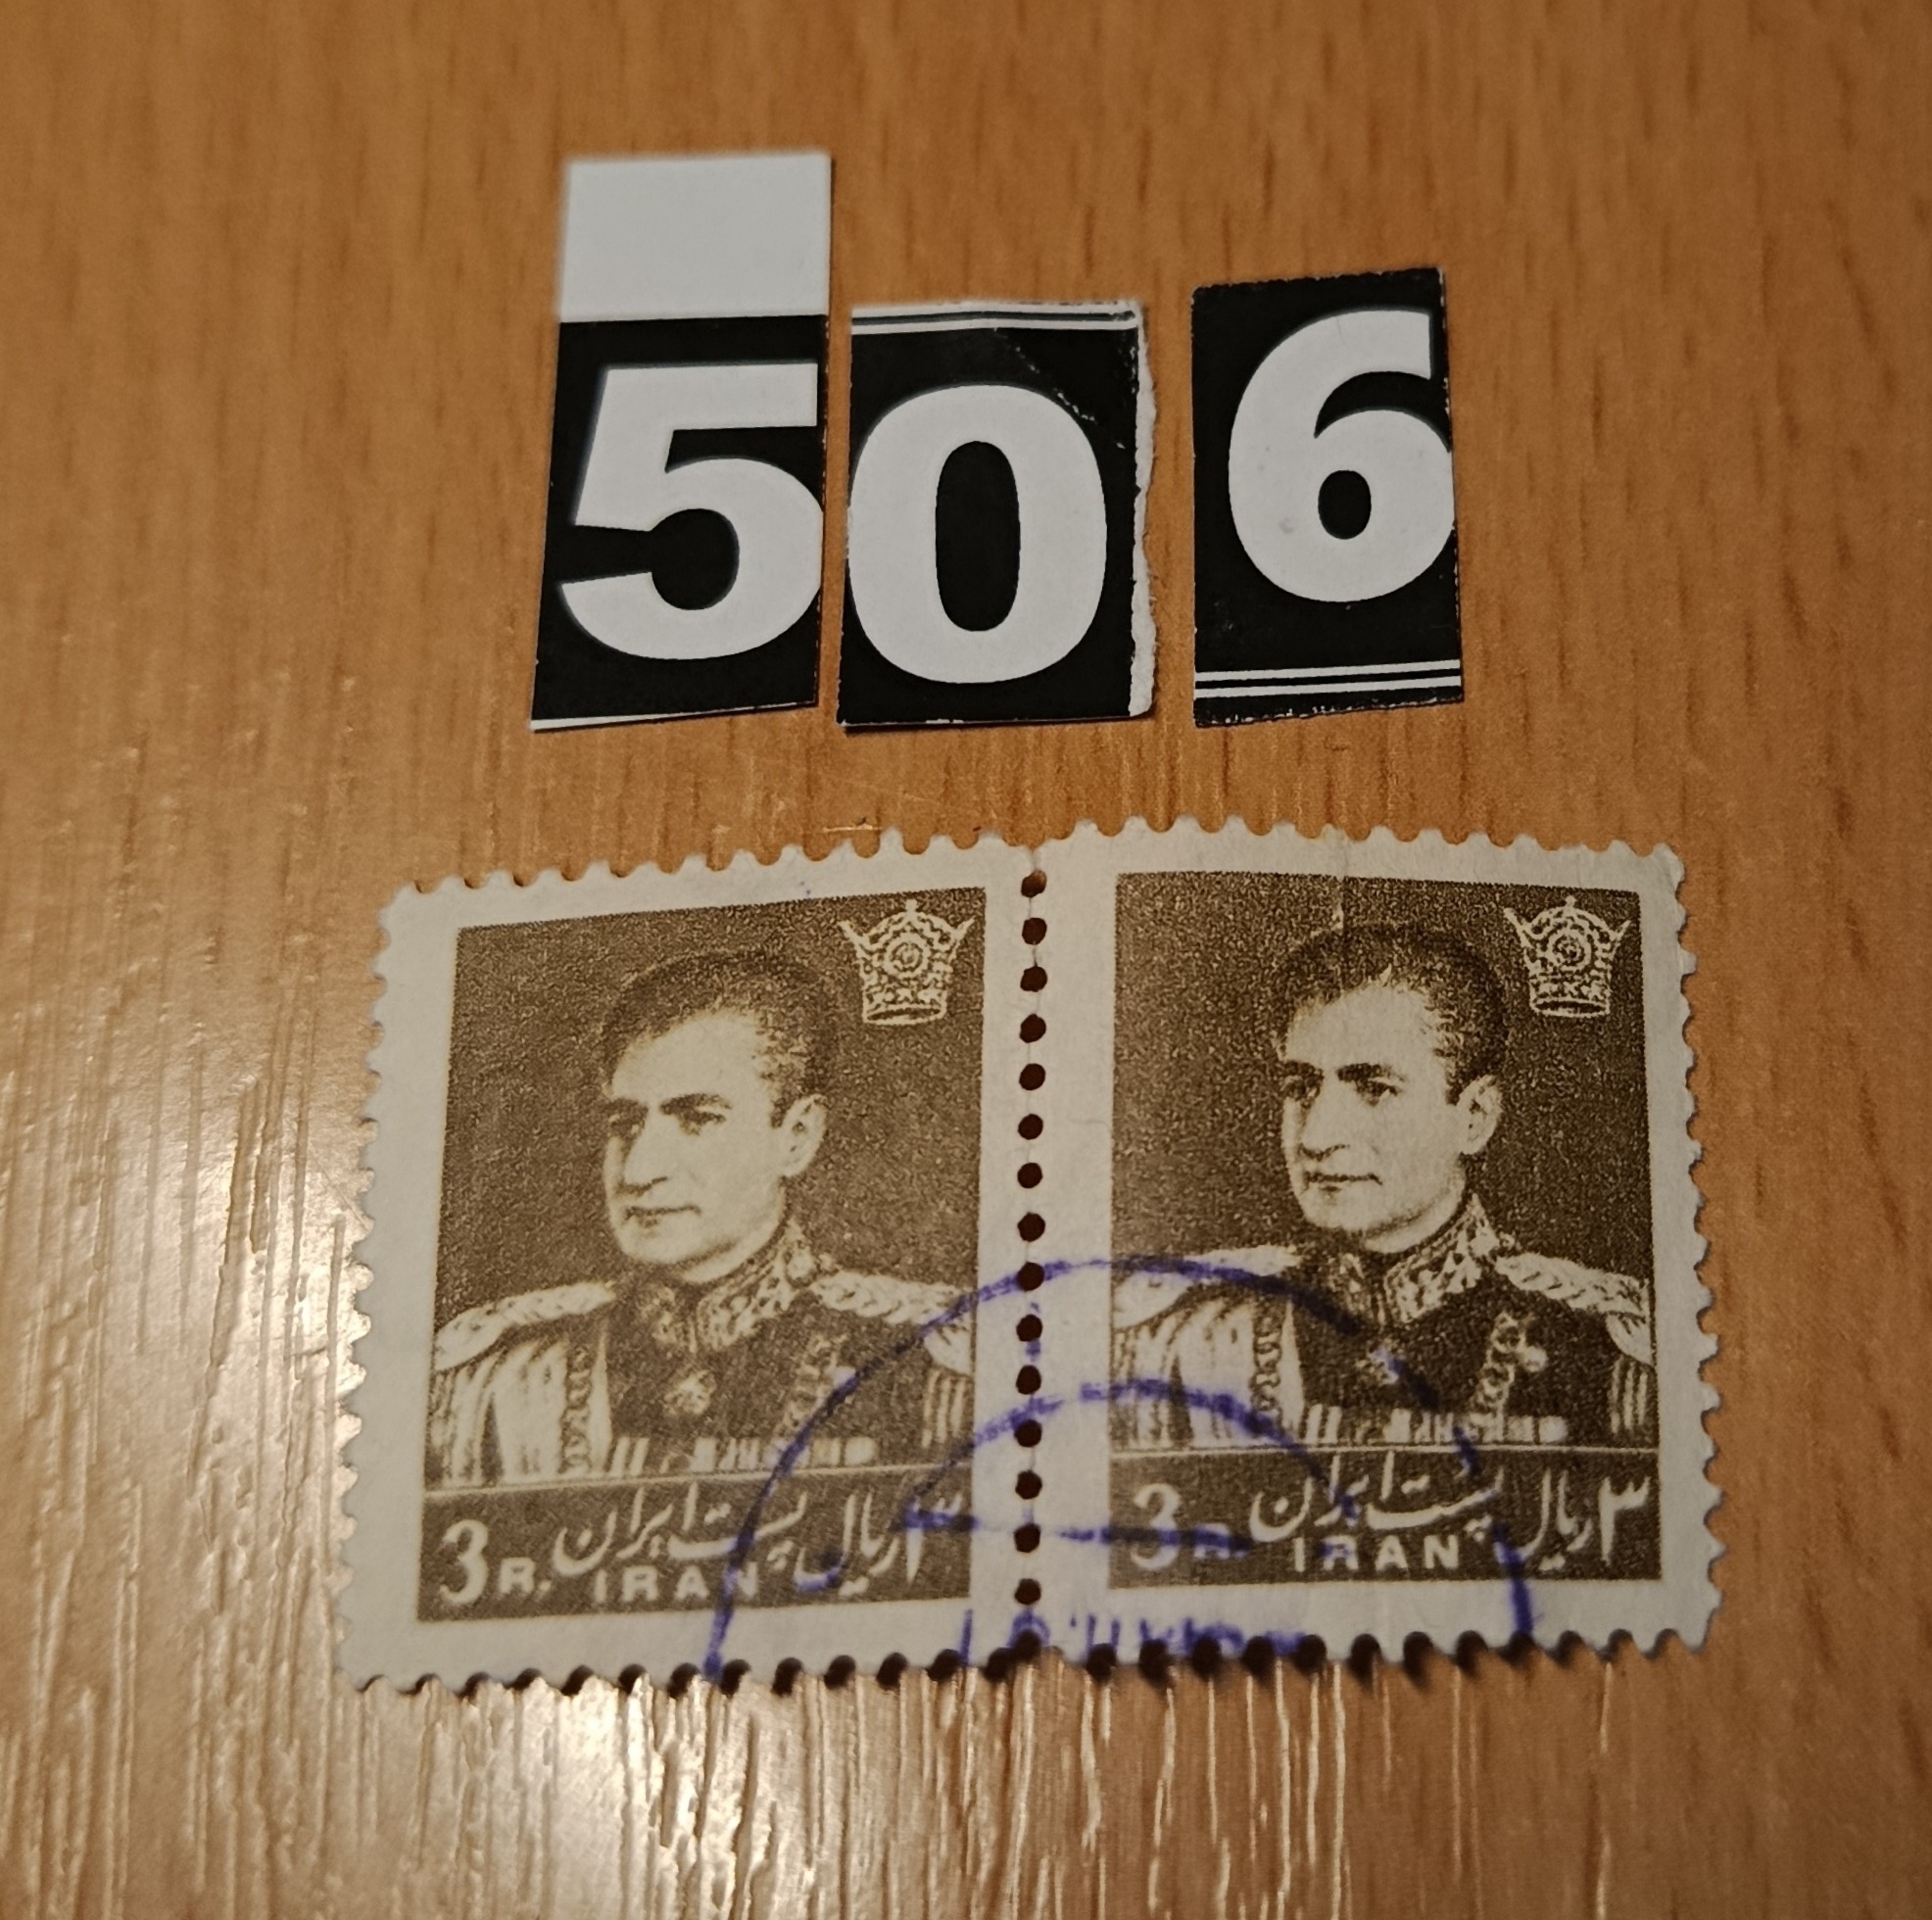 506
3R. پست ایران ۳ ریال
IRAN
3R. پست ایران ۳ ریال
IRAN